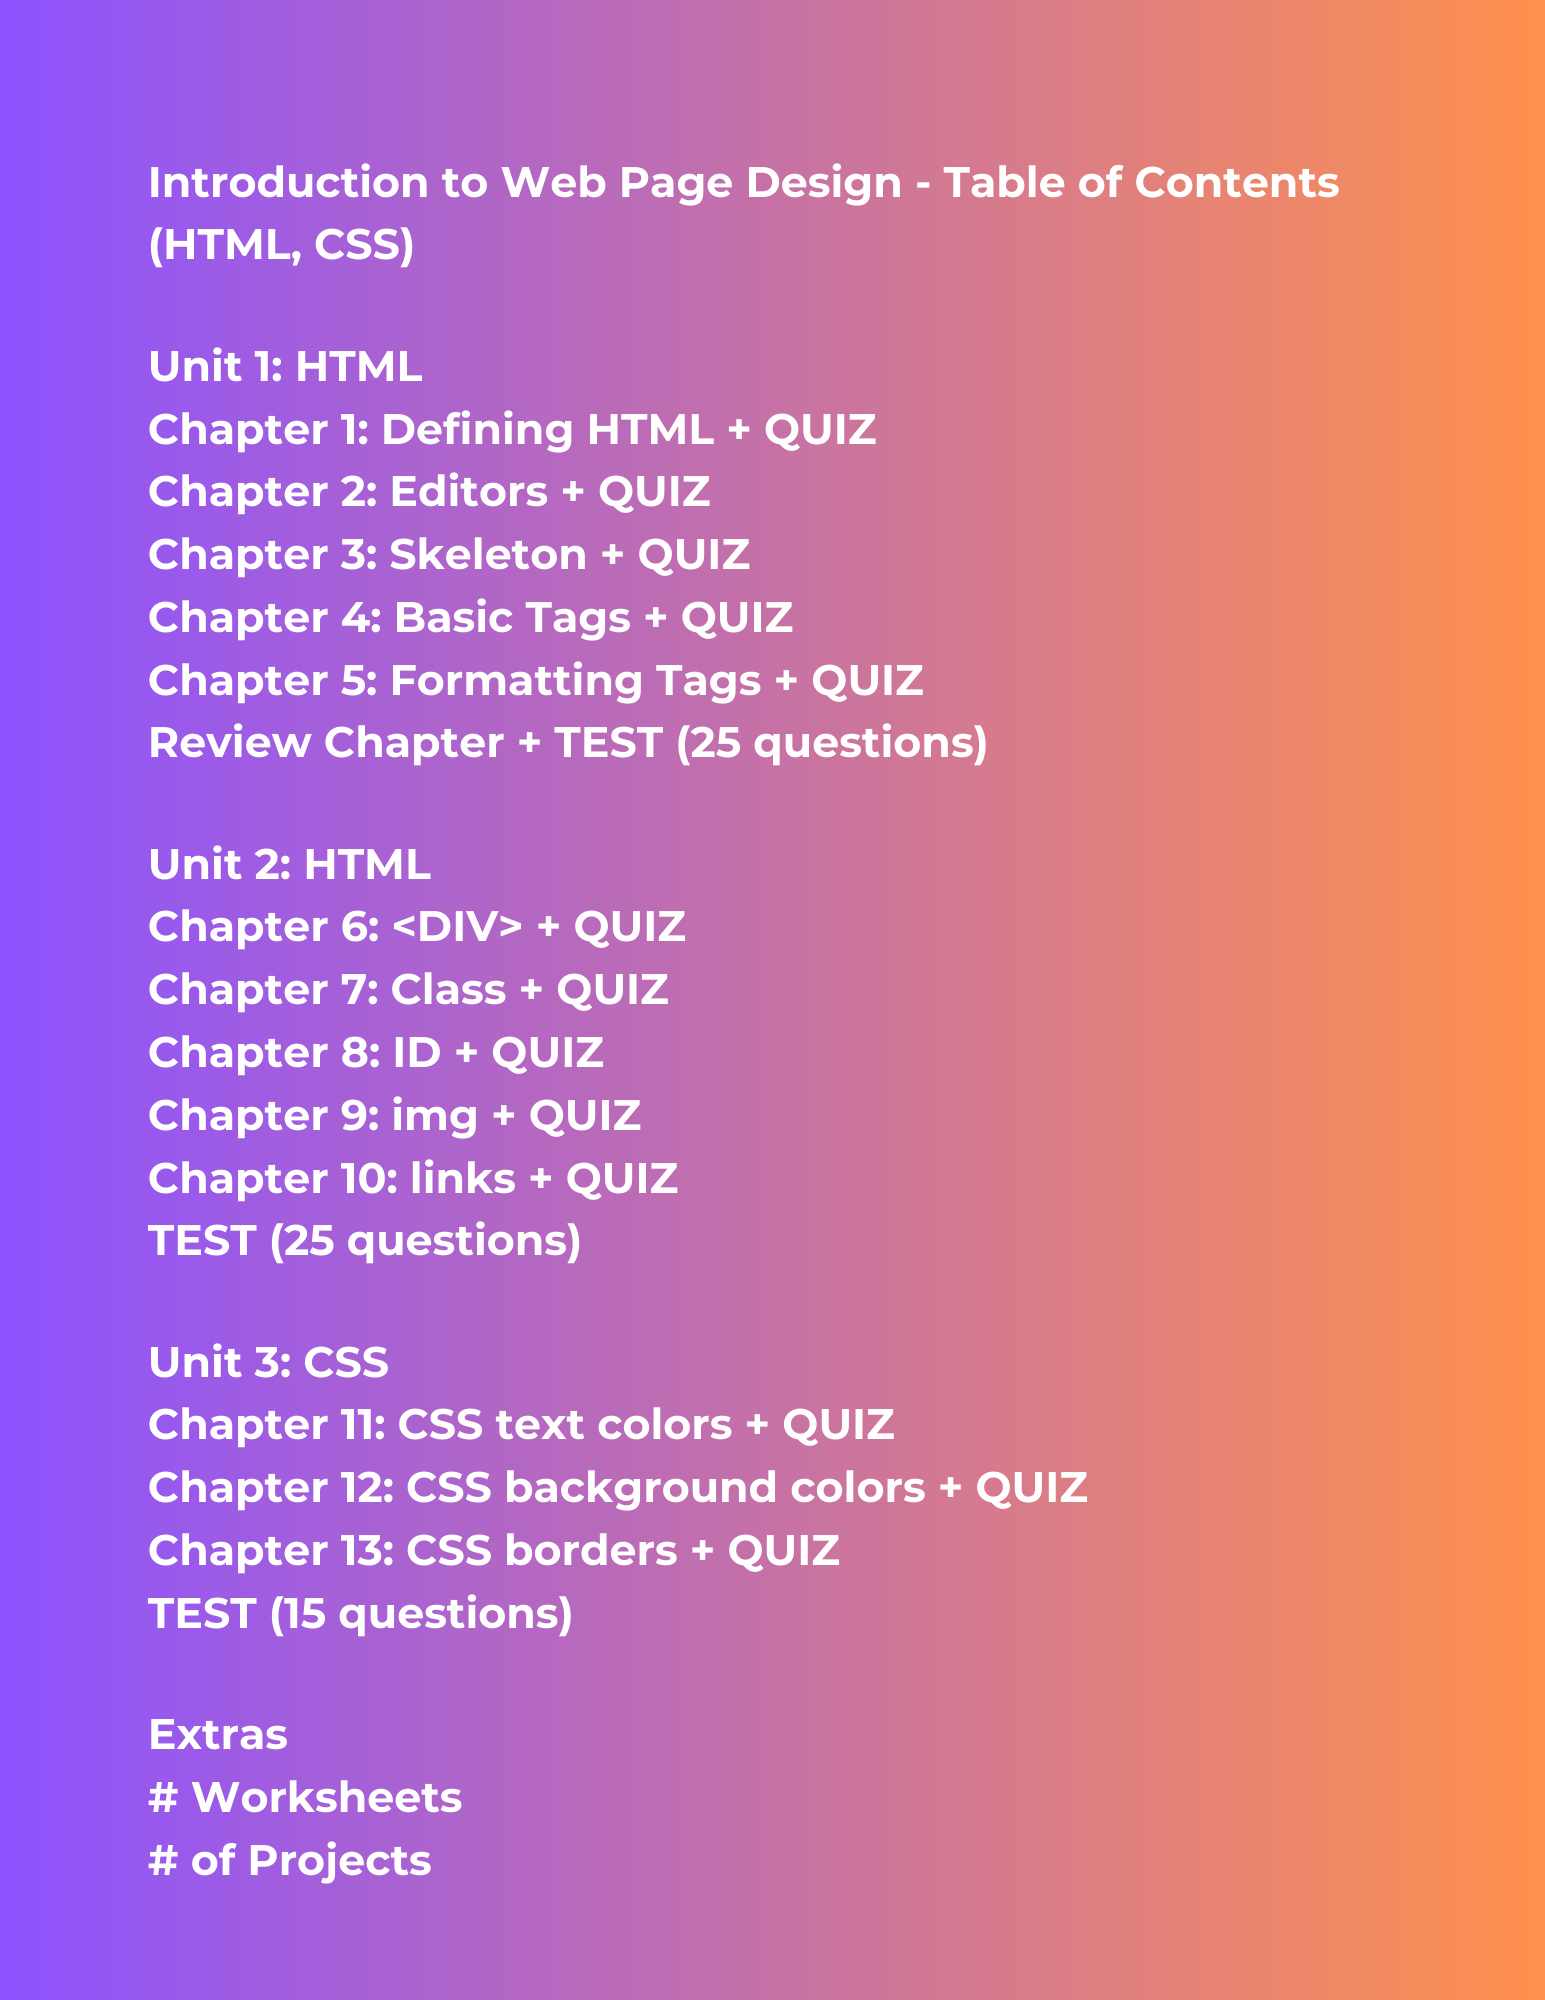 Introduction to Web Page Design - Table of Contents
(HTML, CSS)
Unit 1: HTML
Chapter 1: Defining HTML + QUIZ
Chapter 2: Editors + QUIZ
Chapter 3: Skeleton + QUIZ
Chapter 4: Basic Tags + QUIZ
Chapter 5: Formatting Tags + QUIZ
Review Chapter + TEST (25 questions)
Unit 2: HTML
Chapter 6: <DIV> + QUIZ
Chapter 7: Class + QUIZ
Chapter 8: ID + QUIZ
Chapter 9: img + QUIZ
Chapter 10: links + QUIZ
TEST (25 questions)
Unit 3: CSS
Chapter 11: CSS text colors + QUIZ
Chapter 12: CSS background colors + QUIZ
Chapter 13: CSS borders + QUIZ
TEST (15 questions)
Extras
# Worksheets
# of Projects